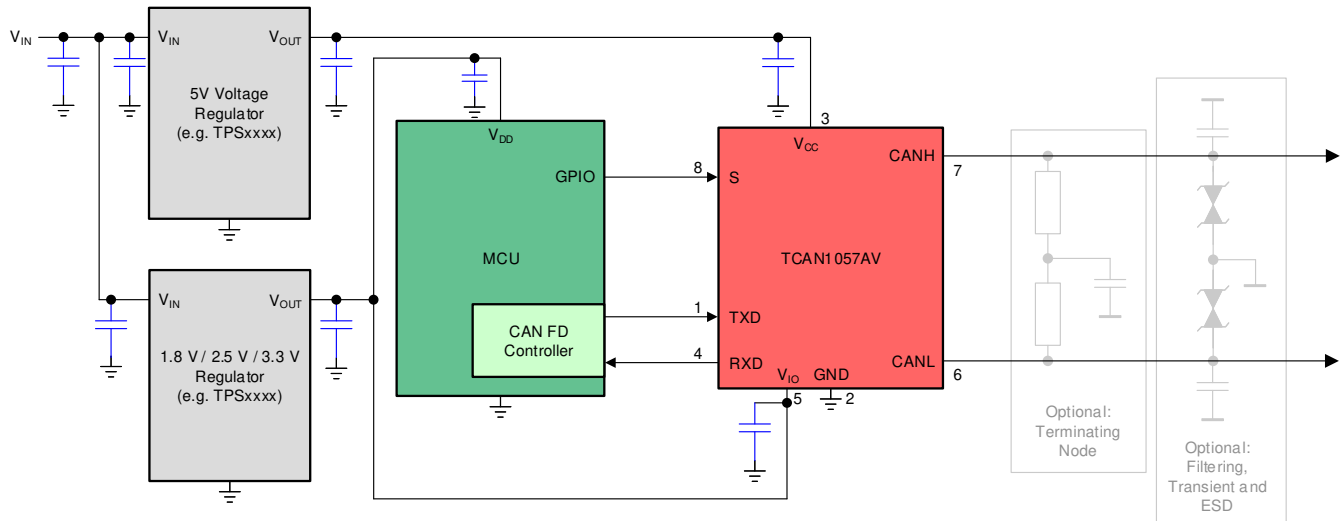 VIN
VIN
VOUT
5V Voltage
Regulator
(e.g. TPSxxxx)
VIN
VOUT
1.8 V / 2.5 V / 3.3 V
Regulator
(e.g. TPSxxxx)
VDD
GPIO
MCU
CAN FD
Controller
8
1
4
3
VCC
CANH
7
S
TCAN1057AV
TXD
RXD
VIO
GND
CANL
6
5
2
Optional:
Terminating
Node
Optional:
Filtering,
Transient and
ESD